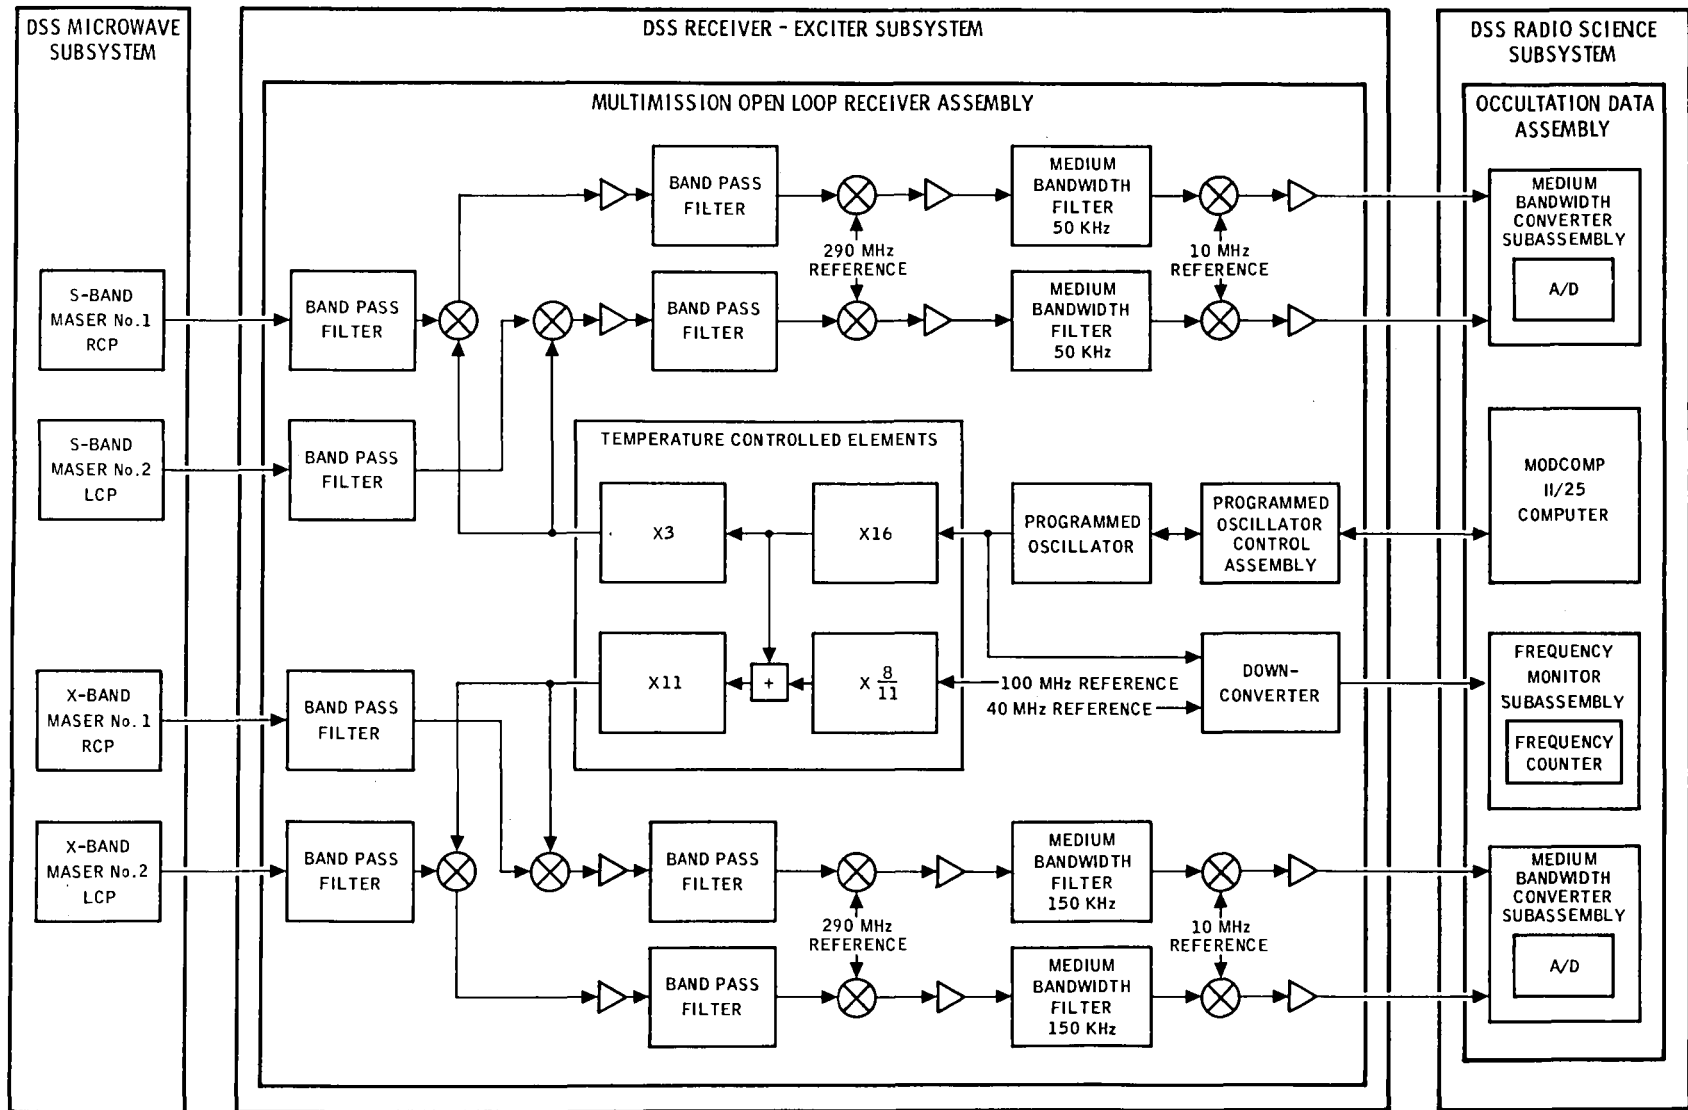 DSS MICROWAVE
SUBSYSTEM
DSS RECEIVER - EXCITER SUBSYSTEM
DSS RADIO SCIENCE
SUBSYSTEM
MULTIMISSION OPEN LOOP RECEIVER ASSEMBLY
OCCULTATION DATA
ASSEMBLY
BAND PASS
FILTER
MEDIUM
BANDWIDTH
FILTER
50 KHz
MEDIUM
BANDWIDTH
CONVERTER
SUBASSEMBLY
A/D
290 MHz
REFERENCE
10 MHz
REFERENCE
S-BAND
MASER No.1
RCP
BAND PASS
FILTER
BAND PASS
FILTER
MEDIUM
BANDWIDTH
FILTER
50 KHz
S-BAND
MASER No.2
LCP
BAND PASS
FILTER
TEMPERATURE CONTROLLED ELEMENTS
X3
X16
PROGRAMMED
OSCILLATOR
PROGRAMMED
OSCILLATOR
CONTROL
ASSEMBLY
MODCOMP
II/25
COMPUTER
X-BAND
MASER No.1
RCP
BAND PASS
FILTER
X11
+
X 8/11
100 MHz REFERENCE
40 MHz REFERENCE
DOWN-
CONVERTER
FREQUENCY
MONITOR
SUBASSEMBLY
FREQUENCY
COUNTER
X-BAND
MASER No.2
LCP
BAND PASS
FILTER
BAND PASS
FILTER
MEDIUM
BANDWIDTH
FILTER
150 KHz
MEDIUM
BANDWIDTH
CONVERTER
SUBASSEMBLY
A/D
290 MHz
REFERENCE
10 MHz
REFERENCE
BAND PASS
FILTER
MEDIUM
BANDWIDTH
FILTER
150 KHz